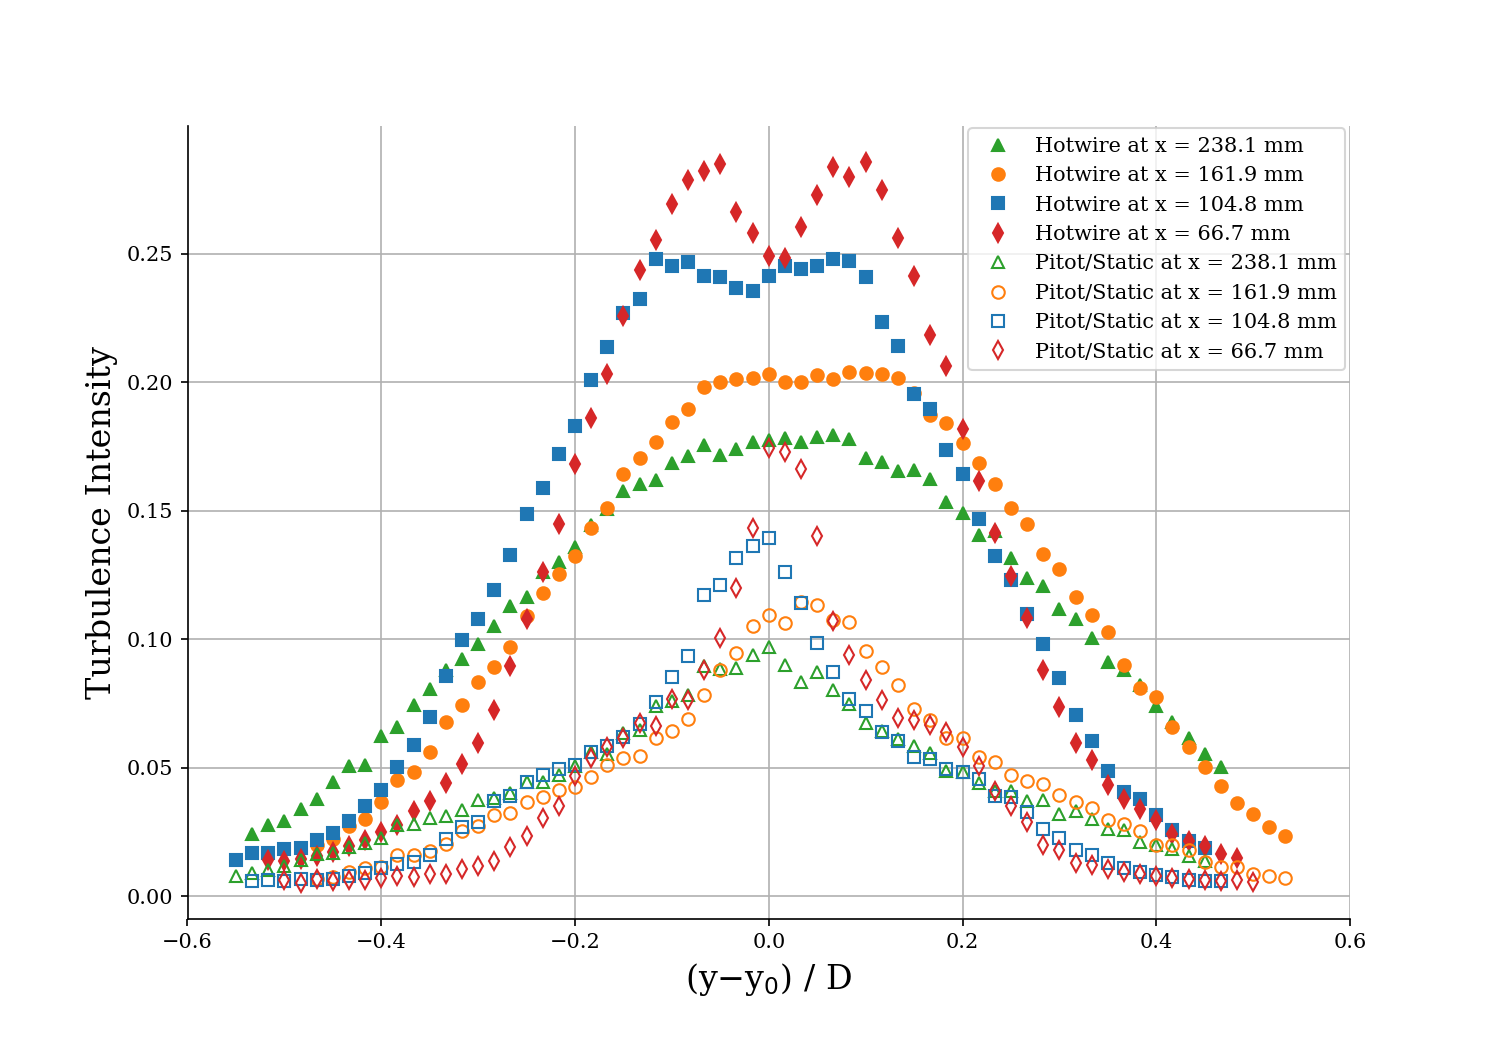 Hotwire at x = 238.1 mm
Hotwire at x = 161.9 mm
Hotwire at x = 104.8 mm
Hotwire at x = 66.7 mm
Pitot/Static at x = 238.1 mm
Pitot/Static at x = 161.9 mm
Pitot/Static at x = 104.8 mm
Pitot/Static at x = 66.7 mm
Turbulence Intensity
0.25
0.20
0.15
0.10
0.05
0.00
−0.6 −0.4 −0.2 0.0 0.2 0.4 0.6
(y−y₀) / D